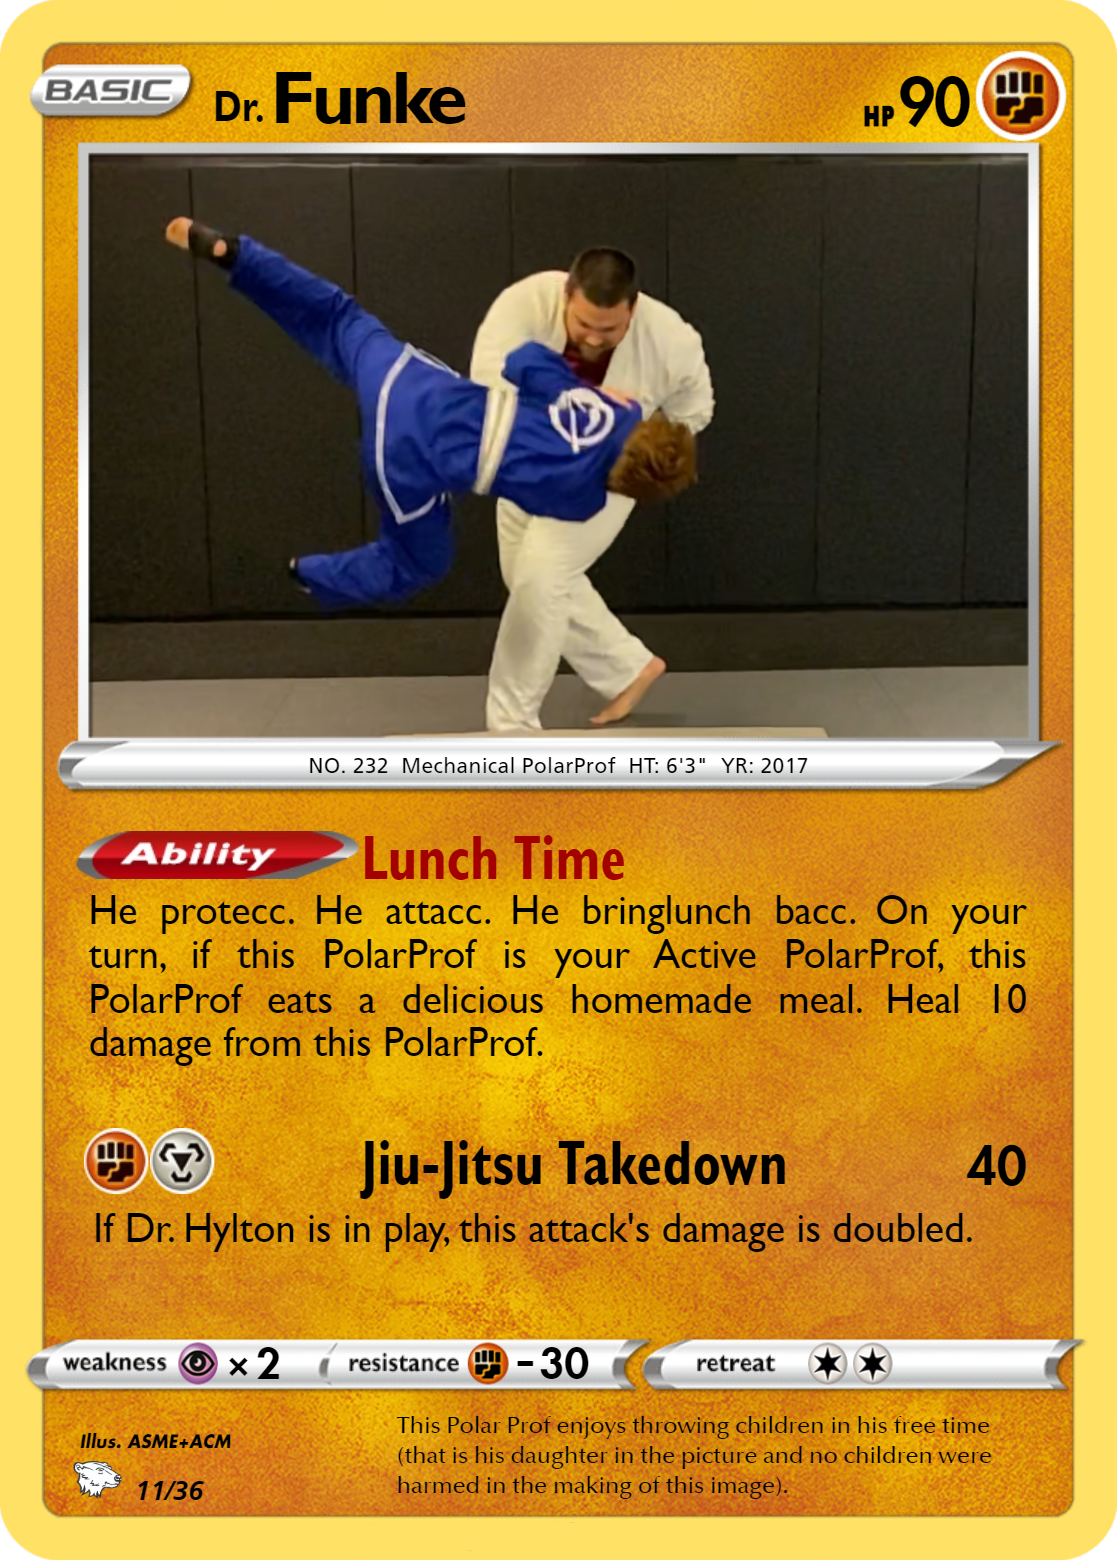 BASIC Dr. Funke HP 90
NO. 232 Mechanical PolarProf HT: 6'3" YR: 2017
Ability Lunch Time
He protecc. He attacc. He bringlunch bacc. On your
turn, if this PolarProf is your Active PolarProf, this
PolarProf eats a delicious homemade meal. Heal 10
damage from this PolarProf.
Jiu-Jitsu Takedown 40
If Dr. Hylton is in play, this attack's damage is doubled.
weakness × 2 resistance - 30 retreat
Illus. ASME+ACM
11/36
This Polar Prof enjoys throwing children in his free time
(that is his daughter in the picture and no children were
harmed in the making of this image).